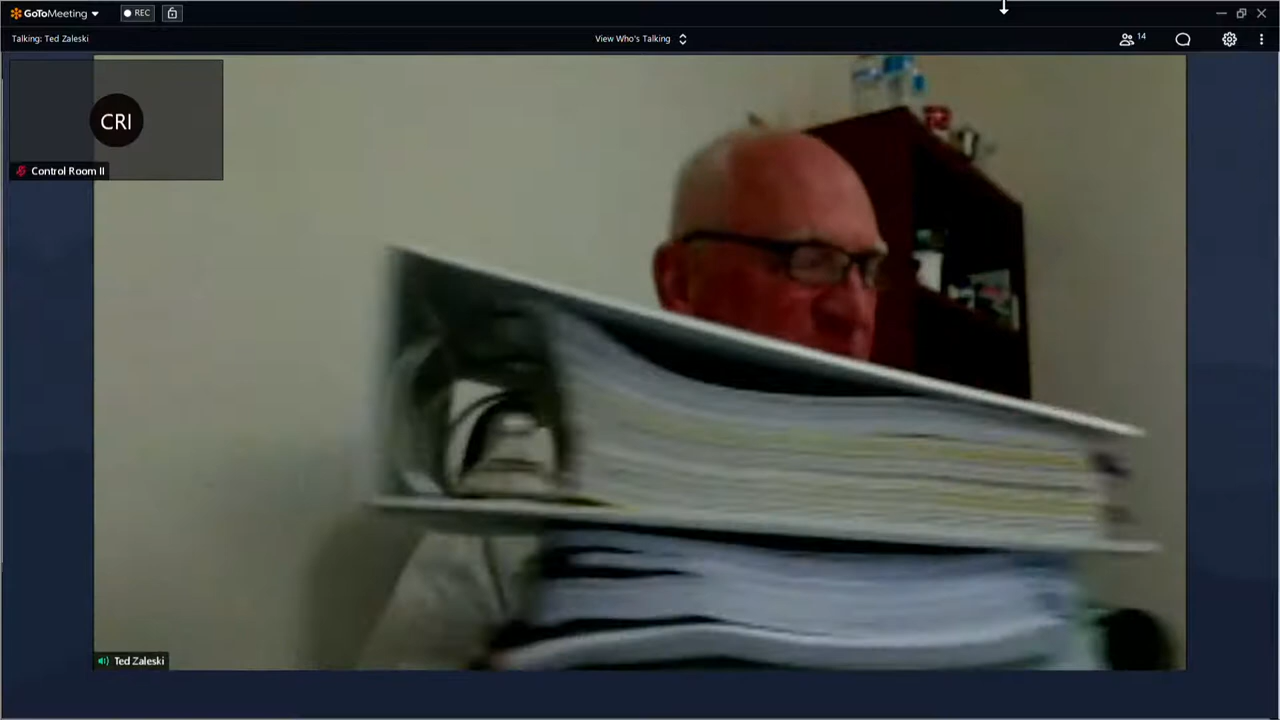 GoToMeeting
REC
Talking: Ted Zaleski
View Who's Talking
14
CRI
Control Room II
Ted Zaleski